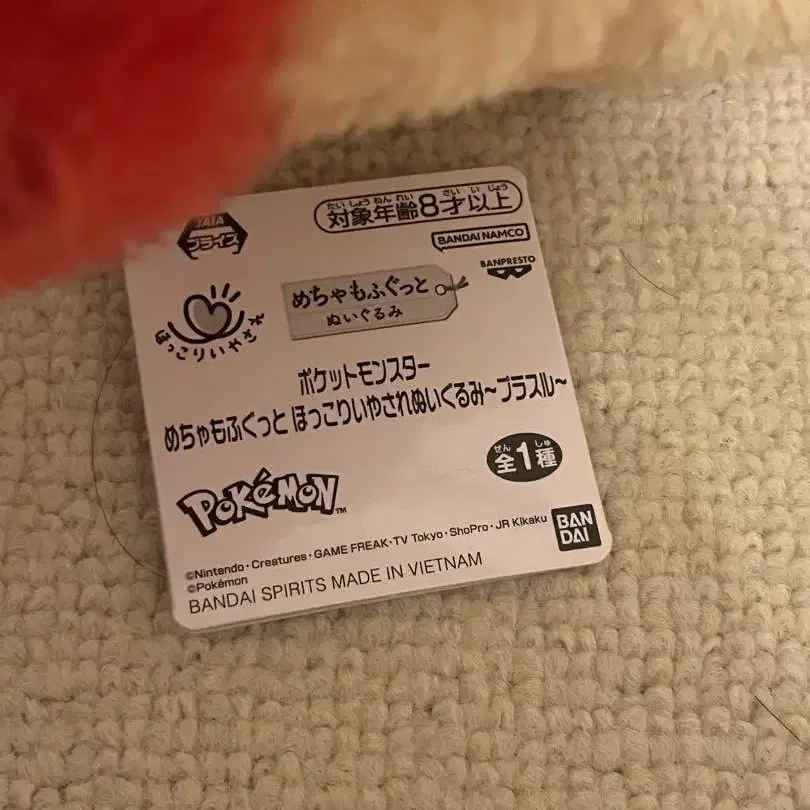 たいしょうねんれい さいいじょう
対象年齢8才以上
JAIA
プライズ
BANDAI NAMCO
BANPRESTO
ほっこりいやされ
めちゃもふぐっと
ぬいぐるみ
ポケットモンスター
めちゃもふぐっと ほっこりいやされぬいぐるみ〜プラスル〜
ぜん しゅ
全1種
POKéMON™
©Nintendo・Creatures・GAME FREAK・TV Tokyo・ShoPro・JR Kikaku
©Pokémon
BANDAI
BANDAI SPIRITS MADE IN VIETNAM